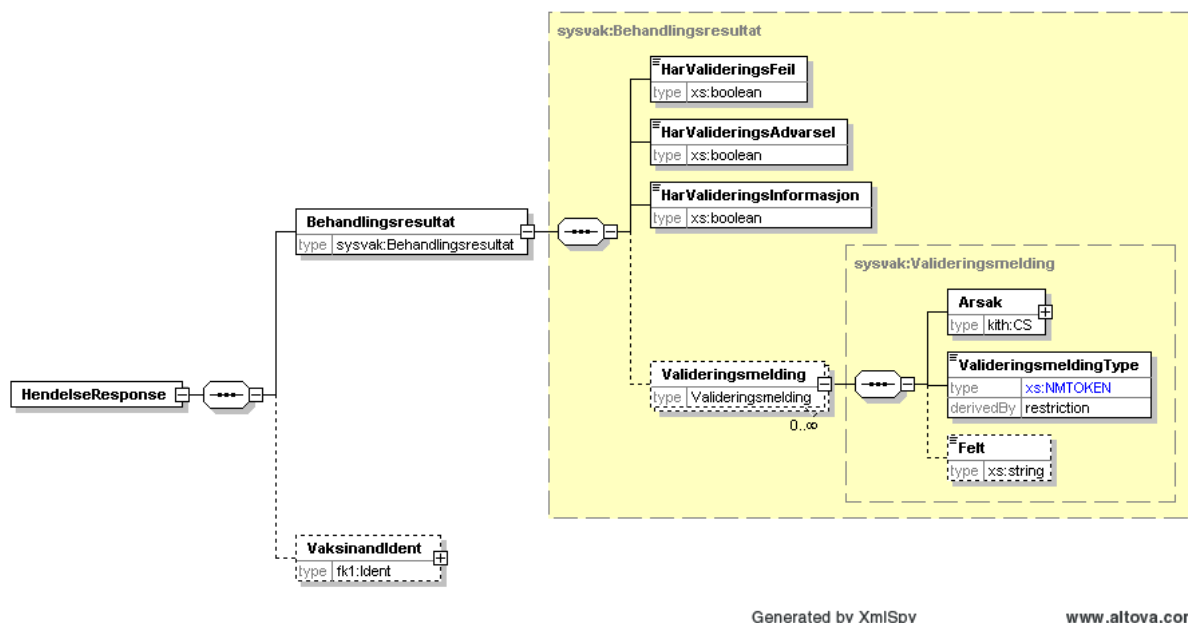 sysvak:Behandlingsresultat
HarValideringsFeil
type xs:boolean
HarValideringsAdvarsel
type xs:boolean
HarValideringsInformasjon
type xs:boolean
Behandlingsresultat
type sysvak:Behandlingsresultat
sysvak:Valideringsmelding
Arsak
type kith:CS
ValideringsmeldingType
type xs:NMTOKEN
derivedBy restriction
Valideringsmelding
type Valideringsmelding
0..∞
HendelseResponse
Felt
type xs:string
VaksinandIdent
type fk1:Ident
Generated by XmlSpy www.altova.com